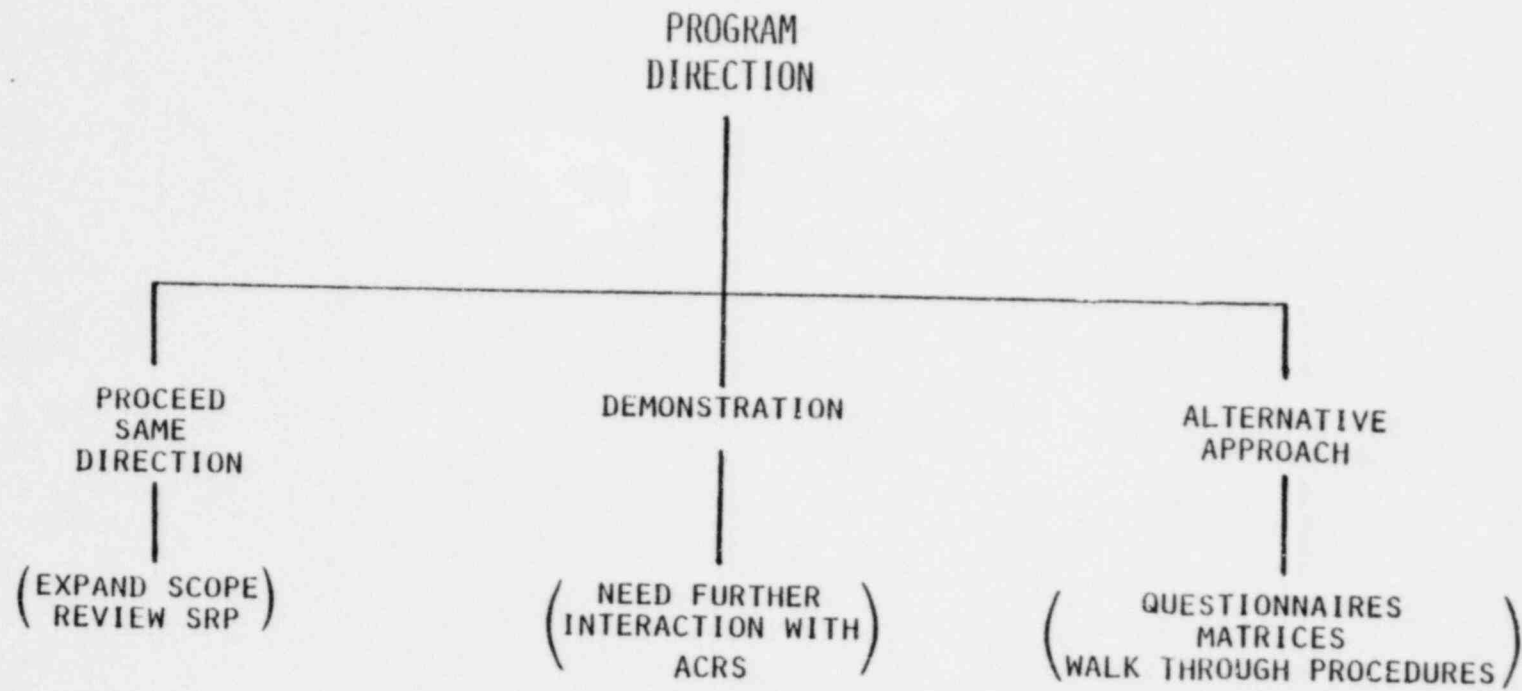 PROGRAM
DIRECTION
PROCEED
SAME
DIRECTION
(EXPAND SCOPE
REVIEW SRP)
DEMONSTRATION
(NEED FURTHER
INTERACTION WITH
ACRS)
ALTERNATIVE
APPROACH
(QUESTIONNAIRES
MATRICES
WALK THROUGH PROCEDURES)